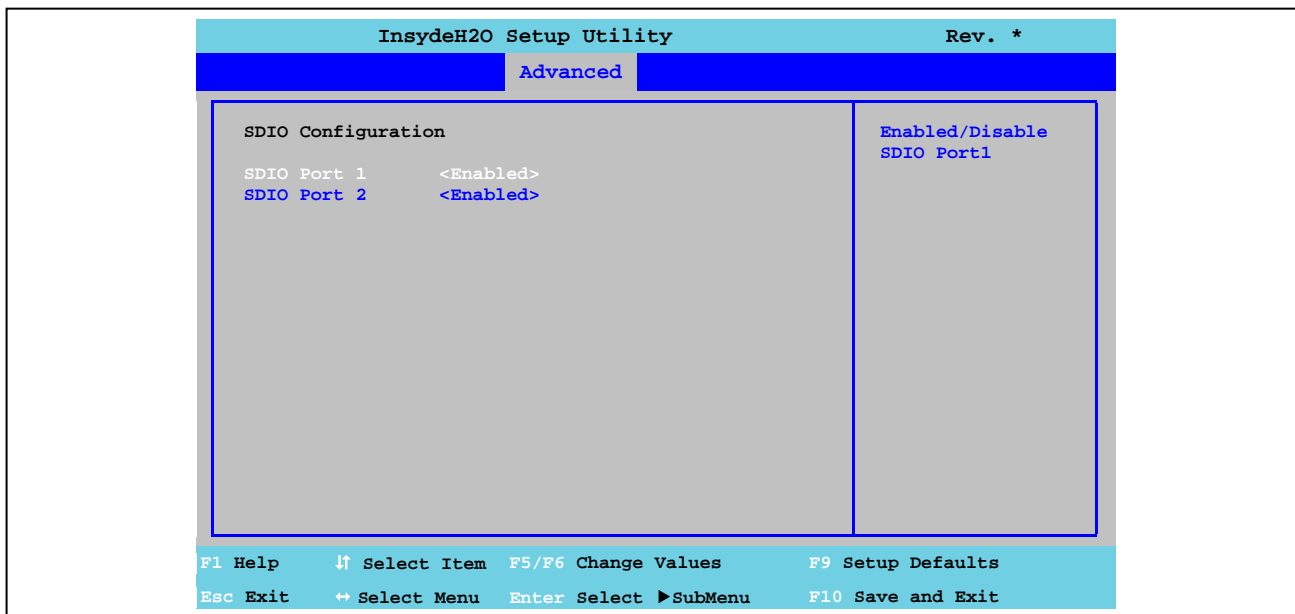 InsydeH2O Setup Utility Rev. *
Advanced
SDIO Configuration
SDIO Port 1 <Enabled>
SDIO Port 2 <Enabled>
Enabled/Disable
SDIO Port1
F1 Help ↓↑ Select Item F5/F6 Change Values F9 Setup Defaults
Esc Exit ↔ Select Menu Enter Select ▶SubMenu F10 Save and Exit